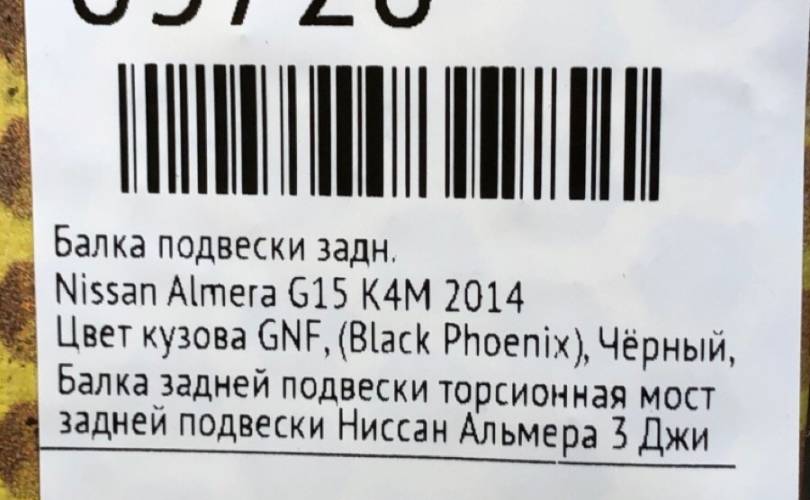 Балка подвески задн.
Nissan Almera G15 K4M 2014
Цвет кузова GNF, (Black Phoenix), Чёрный,
Балка задней подвески торсионная мост
задней подвески Ниссан Альмера 3 Джи